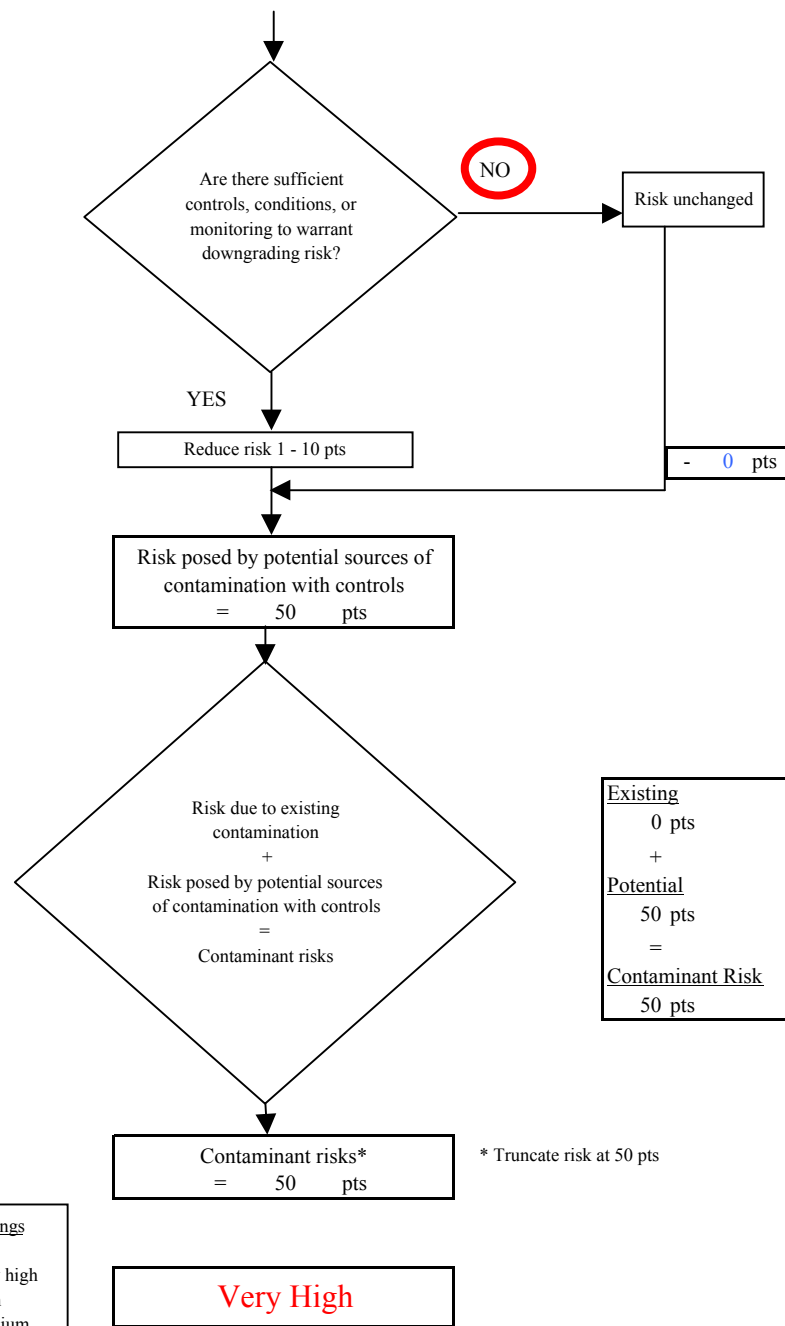 Are there sufficient
controls, conditions, or
monitoring to warrant
downgrading risk?
NO
Risk unchanged
YES
Reduce risk 1 - 10 pts
- 0 pts
Risk posed by potential sources of
contamination with controls
= 50 pts
Risk due to existing
contamination
+
Risk posed by potential sources
of contamination with controls
=
Contaminant risks
Existing
0 pts
+
Potential
50 pts
=
Contaminant Risk
50 pts
Contaminant risks*
= 50 pts
* Truncate risk at 50 pts
high
Very High